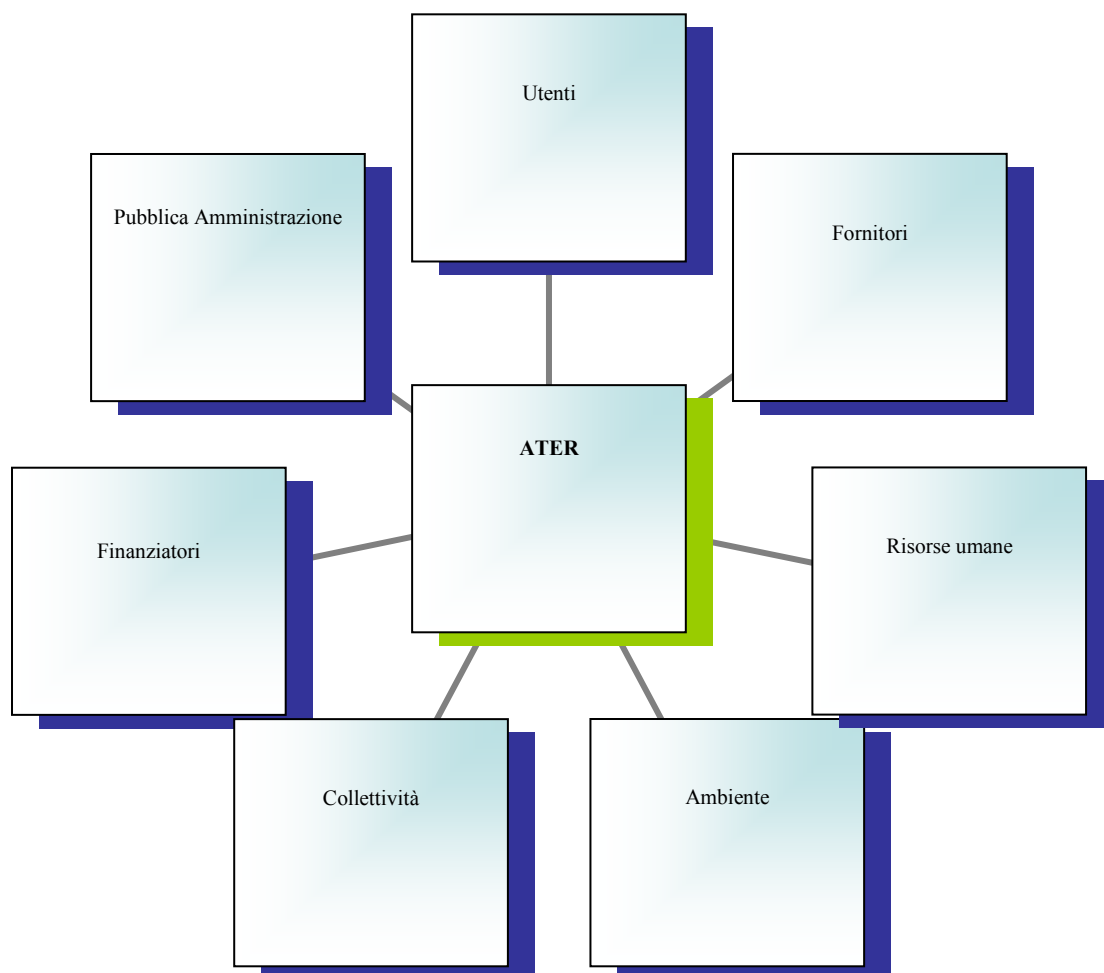 Utenti
Pubblica Amministrazione
Fornitori
ATER
Finanziatori
Risorse umane
Collettività
Ambiente